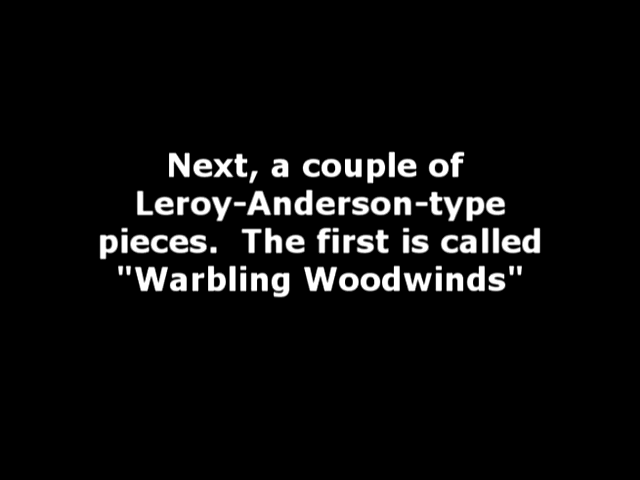 Next, a couple of
Leroy-Anderson-type
pieces.  The first is called
"Warbling Woodwinds"